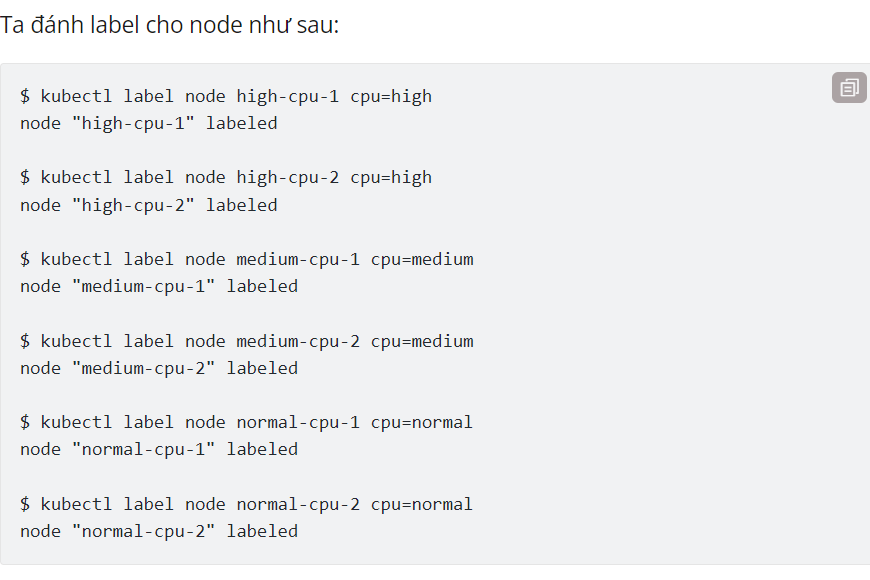 Ta đánh label cho node như sau:
$ kubectl label node high-cpu-1 cpu=high
node "high-cpu-1" labeled
$ kubectl label node high-cpu-2 cpu=high
node "high-cpu-2" labeled
$ kubectl label node medium-cpu-1 cpu=medium
node "medium-cpu-1" labeled
$ kubectl label node medium-cpu-2 cpu=medium
node "medium-cpu-2" labeled
$ kubectl label node normal-cpu-1 cpu=normal
node "normal-cpu-1" labeled
$ kubectl label node normal-cpu-2 cpu=normal
node "normal-cpu-2" labeled